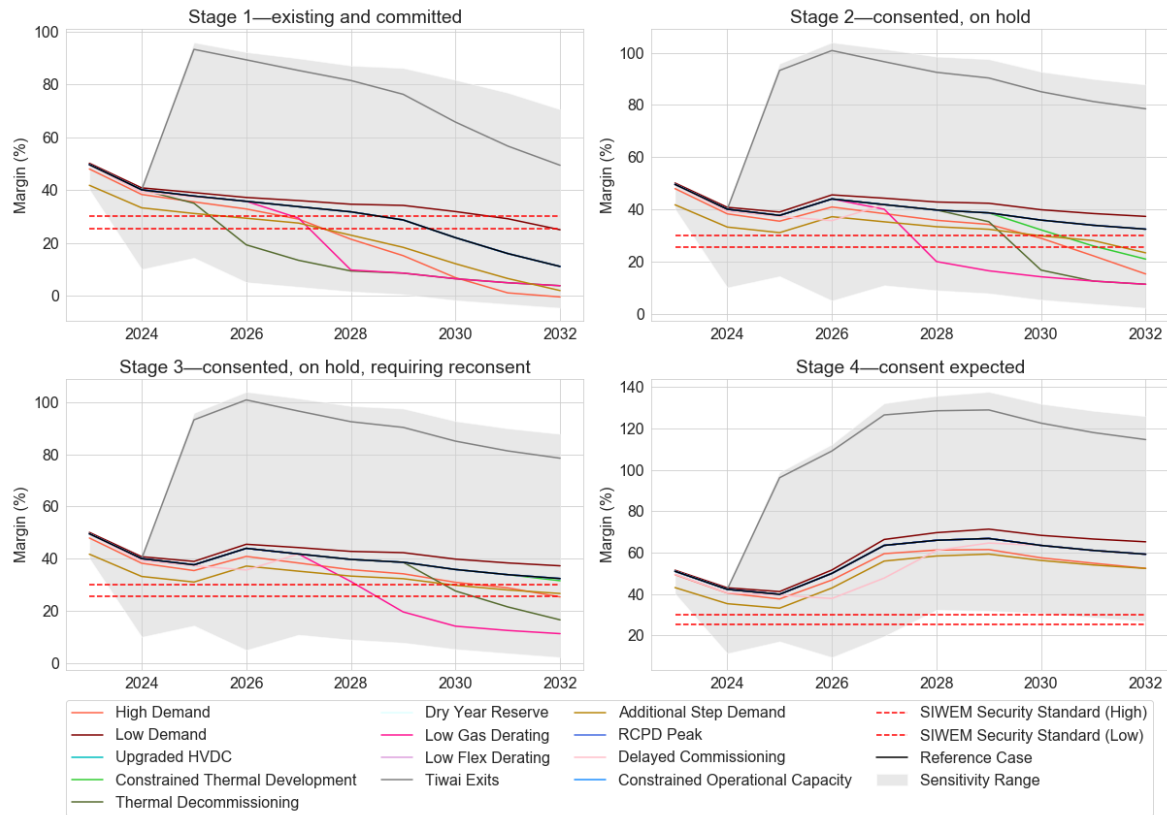 Stage 1—existing and committed
Stage 2—consented, on hold
100
80
60
40
20
0
Margin (%)
2024
2026
2028
2030
2032
100
80
60
40
20
0
Margin (%)
2024
2026
2028
2030
2032
Stage 3—consented, on hold, requiring reconsent
Stage 4—consent expected
100
80
60
40
20
0
Margin (%)
2024
2026
2028
2030
2032
140
120
100
80
60
40
20
Margin (%)
2024
2026
2028
2030
2032
High Demand
Low Demand
Upgraded HVDC
Constrained Thermal Development
Thermal Decommissioning
Dry Year Reserve
Low Gas Derating
Low Flex Derating
Tiwai Exits
Additional Step Demand
RCPD Peak
Delayed Commissioning
Constrained Operational Capacity
SIWEM Security Standard (High)
SIWEM Security Standard (Low)
Reference Case
Sensitivity Range